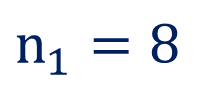 n₁ = 8